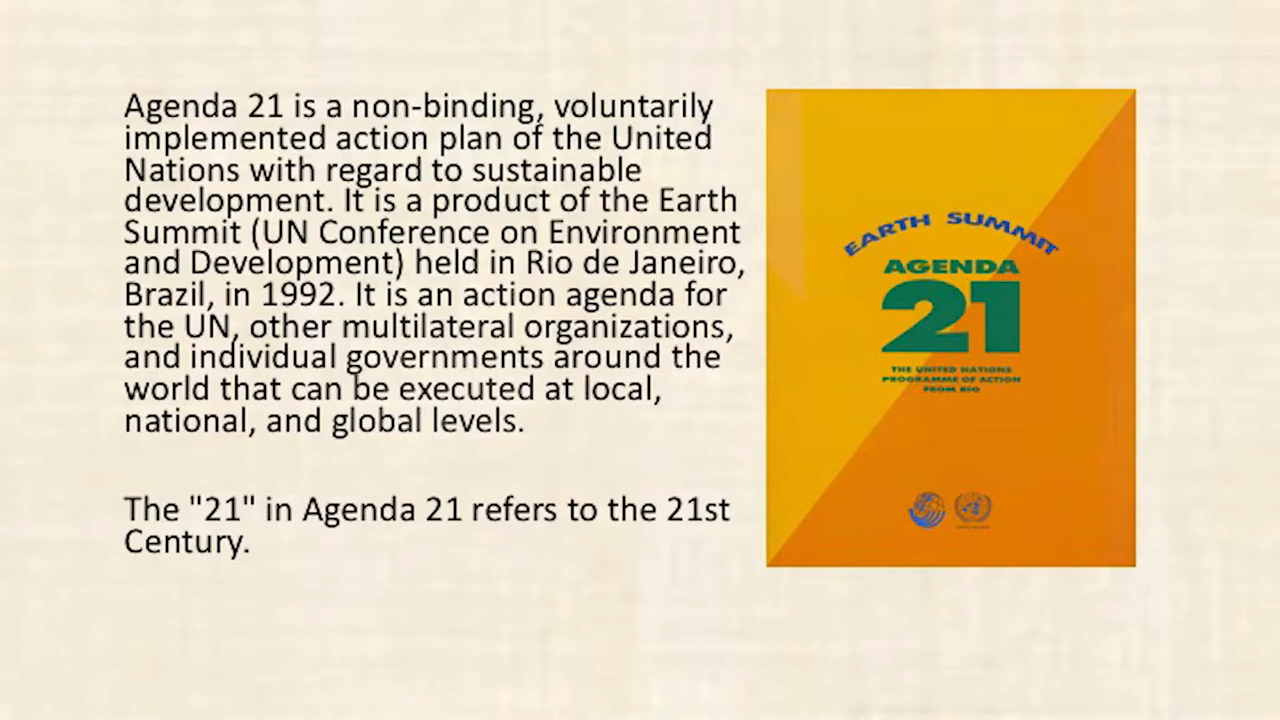 Agenda 21 is a non-binding, voluntarily
implemented action plan of the United
Nations with regard to sustainable
development. It is a product of the Earth
Summit (UN Conference on Environment
and Development) held in Rio de Janeiro,
Brazil, in 1992. It is an action agenda for
the UN, other multilateral organizations,
and individual governments around the
world that can be executed at local,
national, and global levels.
The "21" in Agenda 21 refers to the 21st
Century.
EARTH SUMMIT
AGENDA
21
THE UNITED NATIONS
PROGRAMME OF ACTION
FROM RIO